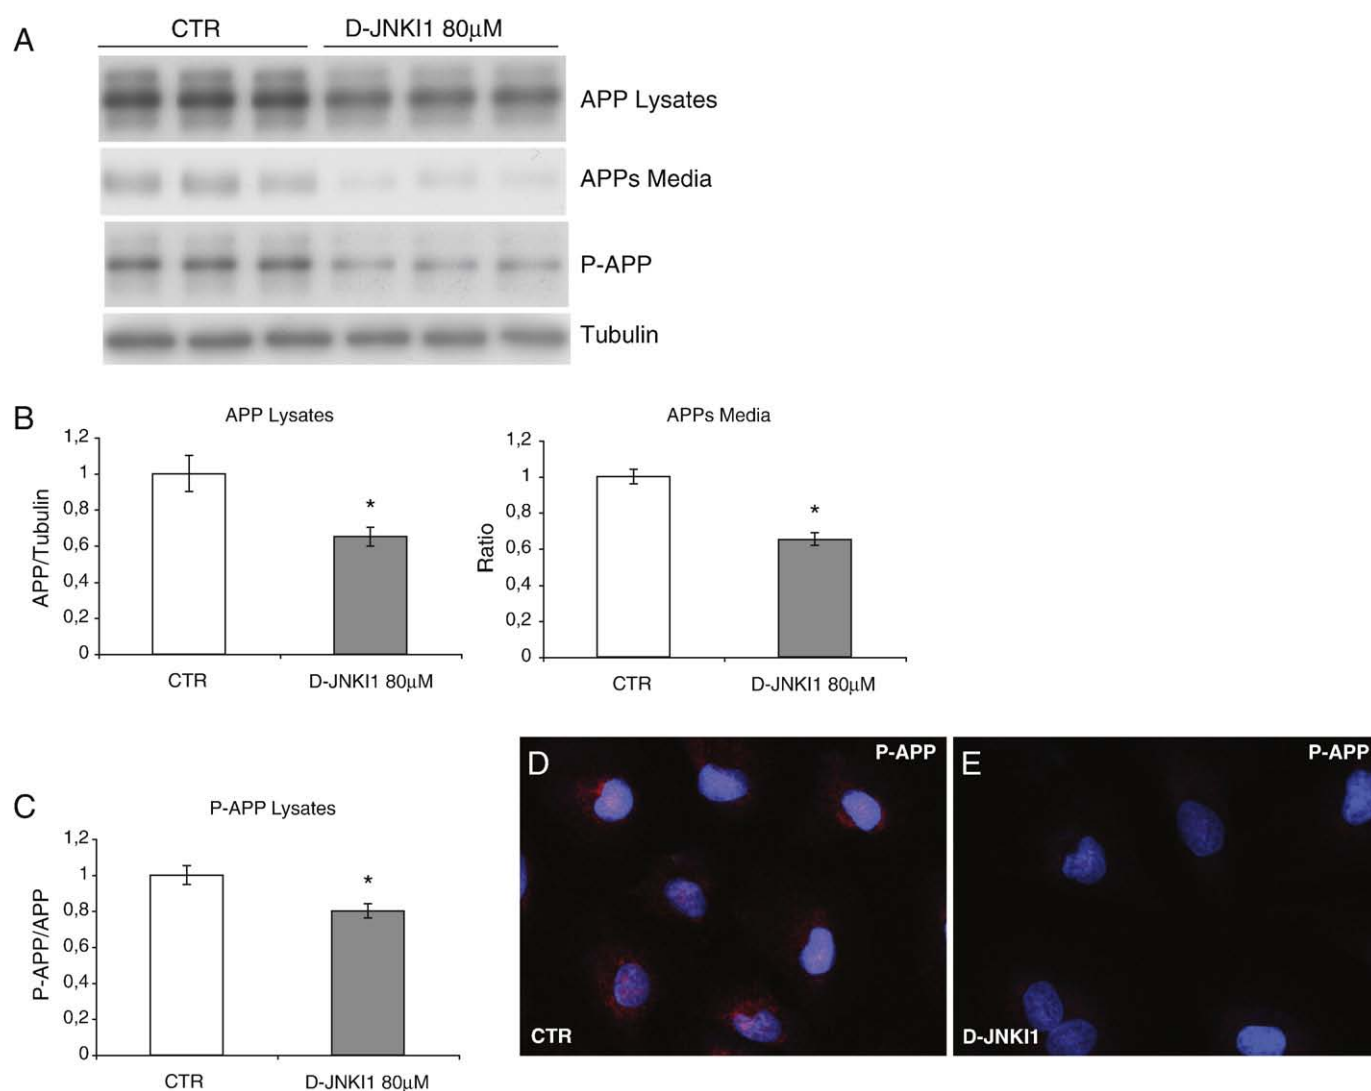 A
CTR D-JNKI1 80μM
APP Lysates
APPs Media
P-APP
Tubulin
B
APP Lysates
1,2
1
0,8
0,6
0,4
0,2
0
APP/Tubulin
*
CTR D-JNKI1 80μM
APPs Media
1,2
1
0,8
0,6
0,4
0,2
0
Ratio
*
CTR D-JNKI1 80μM
C
P-APP Lysates
1,2
1
0,8
0,6
0,4
0,2
0
P-APP/APP
*
CTR D-JNKI1 80μM
D P-APP
CTR
E P-APP
D-JNKI1